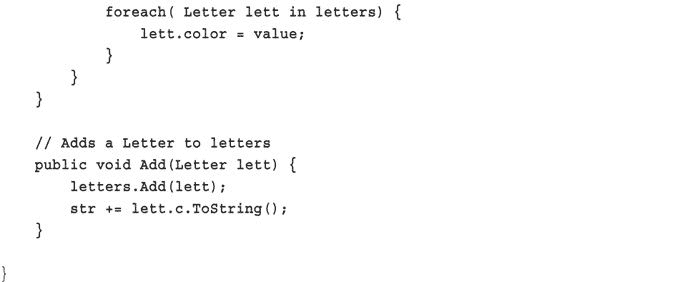 foreach( Letter lett in letters) {
                lett.color = value;
            }
        }
    }

    // Adds a Letter to letters
    public void Add(Letter lett) {
        letters.Add(lett);
        str += lett.c.ToString();
    }

}